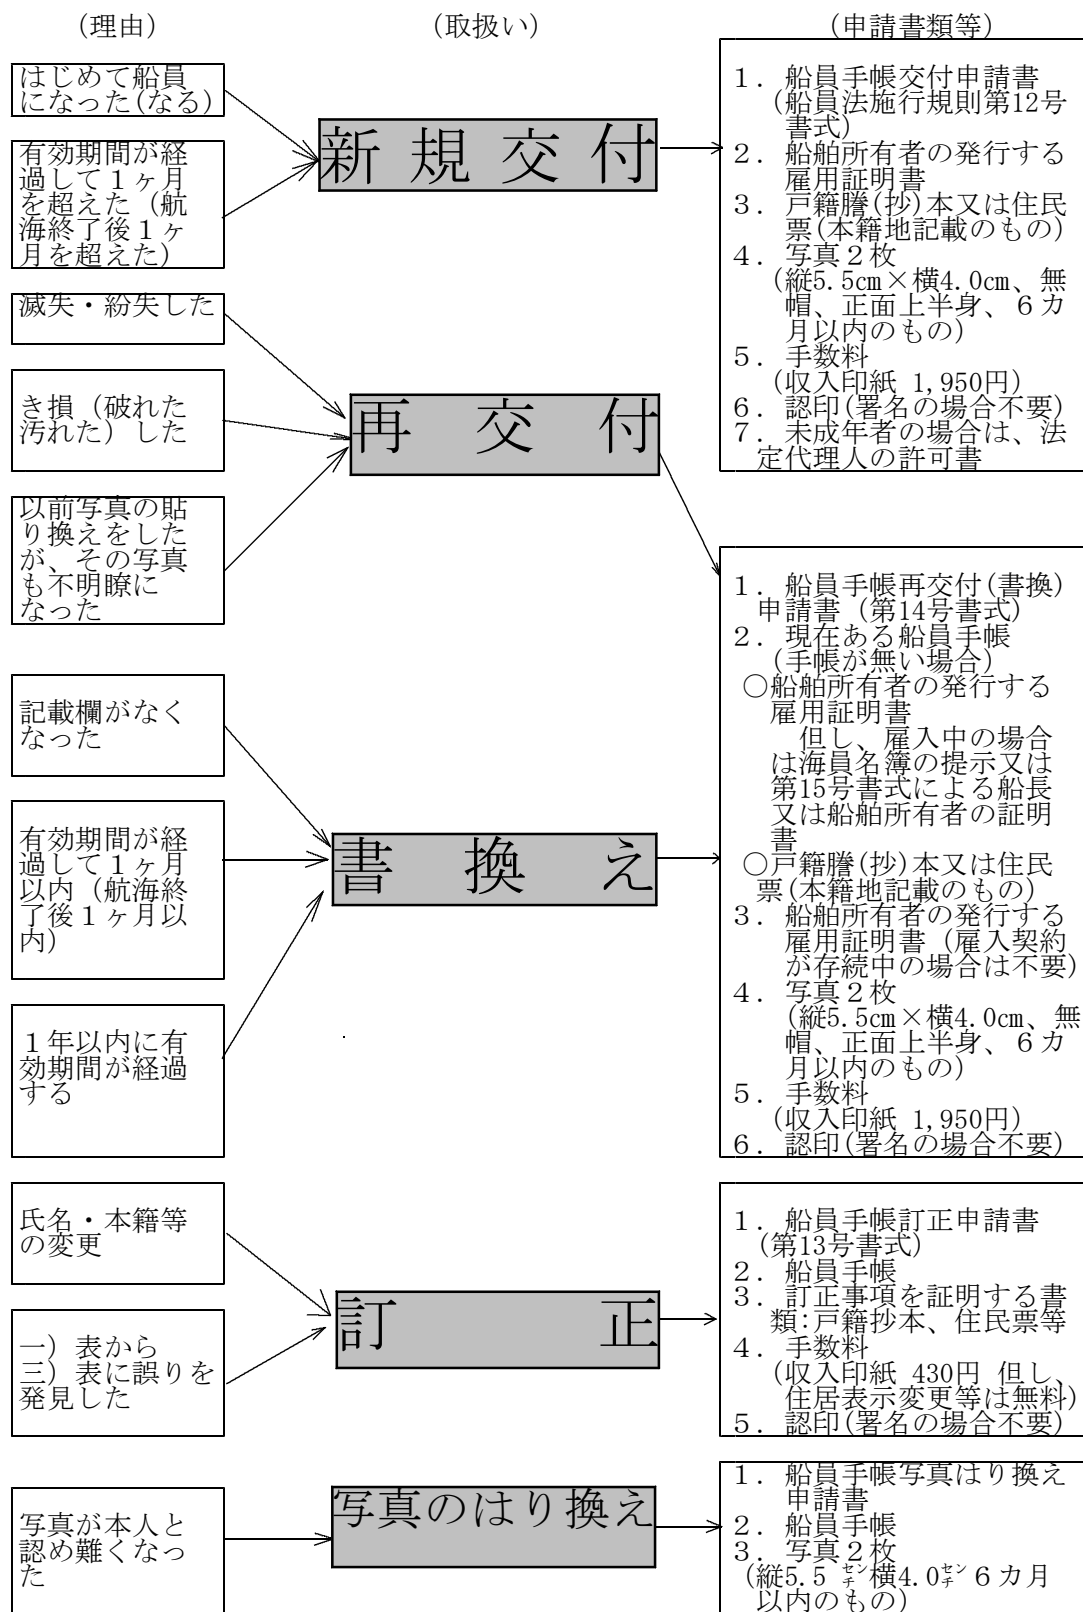 (理由)
(取扱い)
(申請書類等)
はじめて船員
になった(なる)
有効期間が経
過して１ヶ月
を超えた（航
海終了後１ヶ
月を超えた）
滅失・紛失した
き損（破れた
汚れた）した
以前写真の貼
り換えをした
が、その写真
も不明瞭に
なった
記載欄がなく
なった
有効期間が経
過して１ヶ月
以内（航海終
了後１ヶ月以
内）
１年以内に有
効期間が経過
する
氏名・本籍等
の変更
一）表から
三）表に誤りを
発見した
写真が本人と
認め難くなっ
た
新規交付
再交付
書換え
訂正
写真のはり換え
１．船員手帳交付申請書
（船員法施行規則第12号
書式）
２．船舶所有者の発行する
雇用証明書
３．戸籍謄(抄)本又は住民
票(本籍地記載のもの)
４．写真２枚
（縦5.5cm×横4.0cm、無
帽、正面上半身、６カ
月以内のもの）
５．手数料
（収入印紙 1,950円）
６．認印(署名の場合不要)
７．未成年者の場合は、法
定代理人の許可書
１．船員手帳再交付(書換)
申請書（第14号書式）
２．現在ある船員手帳
（手帳が無い場合）
○船舶所有者の発行する
雇用証明書
但し、雇入中の場合
は海員名簿の提示又は
第15号書式による船長
又は船舶所有者の証明
書
○戸籍謄(抄)本又は住民
票(本籍地記載のもの)
３．船舶所有者の発行する
雇用証明書（雇入契約
が存続中の場合は不要)
４．写真２枚
（縦5.5cm×横4.0cm、無
帽、正面上半身、６カ
月以内のもの）
５．手数料
（収入印紙 1,950円）
６．認印(署名の場合不要)
１．船員手帳訂正申請書
（第13号書式）
２．船員手帳
３．訂正事項を証明する書
類:戸籍抄本、住民票等
４．手数料
（収入印紙 430円 但し、
住居表示変更等は無料)
５．認印(署名の場合不要)
１．船員手帳写真はり換え
申請書
２．船員手帳
３．写真２枚
（縦5.5㌢横4.0㌢６カ月
以内のもの）